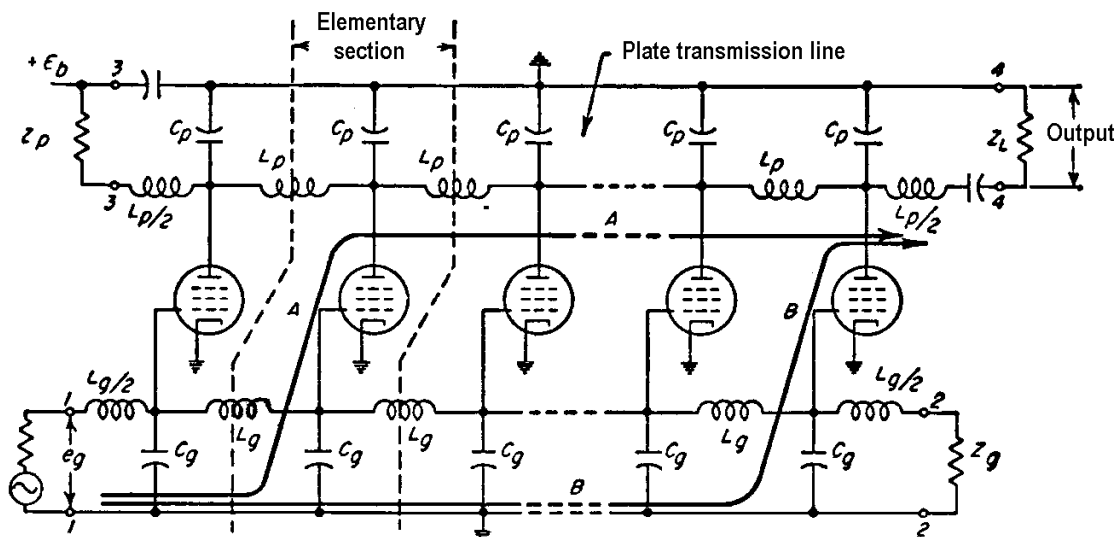 Elementary
section
Plate transmission line
+ Eb
3
4
Zp
Cp
Cp
Cp
Cp
Cp
ZL
Output
Lp
Lp
Lp
3
Lp/2
4
Lp/2
A
A
B
Lg/2
Lg/2
1
2
eg
Lg
Lg
Lg
Cg
Cg
Cg
Cg
Cg
Zg
B
1
2